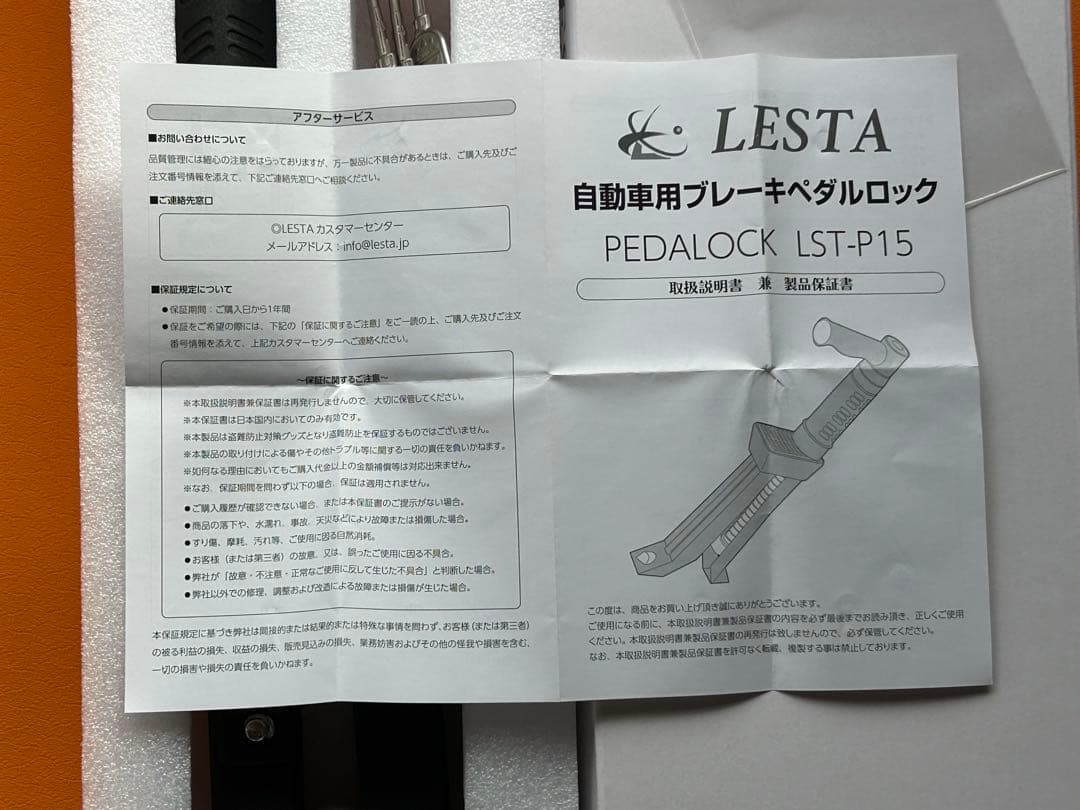 アフターサービス
■お問い合わせについて
品質管理には細心の注意をはらっておりますが、万一製品に不具合があるときは、ご購入先及びご
注文番号情報を添えて、下記ご連絡先窓口へご相談ください。
■ご連絡先窓口
◎LESTA カスタマーセンター
メールアドレス：info@lesta.jp
■保証規定について
●保証期間：ご購入日から1年間
●保証をご希望の際には、下記の「保証に関するご注意」をご一読の上、ご購入先及びご注文
番号情報を添えて、上記カスタマーセンターへご連絡ください。
～保証に関するご注意～
※本取扱説明書兼保証書は再発行しませんので、大切に保管してください。
※本保証書は日本国内においてのみ有効です。
※本製品は盗難防止対策グッズとなり盗難防止を保証するものではございません。
※本製品の取り付けによる傷やその他トラブル等に関する一切の責任を負いかねます。
※如何なる理由においてもご購入代金以上の金額補償等は対応出来ません。
※なお、保証期間を問わず以下の場合、保証は適用されません。
●ご購入履歴が確認できない場合、または本保証書のご提示がない場合。
●商品の落下や、水濡れ、事故、天災などにより故障または損傷した場合。
●すり傷、摩耗、汚れ等、ご使用に因る自然消耗。
●お客様（または第三者）の故意、又は、誤ったご使用に因る不具合。
●弊社が「故意・不注意・正常なご使用に反して生じた不具合」と判断した場合。
●弊社以外での修理、調整および改造による故障または損傷が生じた場合。
本保証規定に基づき弊社は間接的または結果的または特殊な事情を問わず、お客様（または第三者）
の被る利益の損失、収益の損失、販売見込みの損失、業務妨害およびその他の怪我や損害を含む、
一切の損害や損失の責任を負いかねます。
LESTA
自動車用ブレーキペダルロック
PEDALOCK LST-P15
取扱説明書 兼 製品保証書
この度は、商品をお買い上げ頂き誠にありがとうございます。
ご使用になる前に、本取扱説明書兼製品保証書の内容を必ず最後までお読み頂き、正しくご使用
ください。本取扱説明書兼製品保証書の再発行は致しませんので、必ず保管してください。
なお、本取扱説明書兼製品保証書を許可なく転載、複製する事は禁止しております。